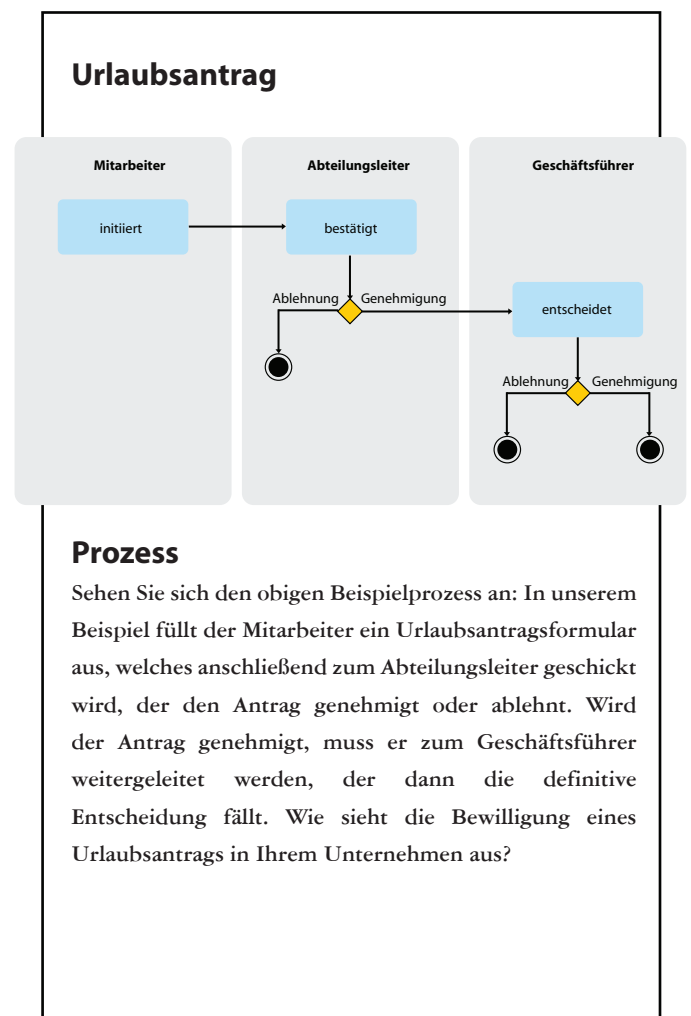 Urlaubsantrag
Mitarbeiter
Abteilungsleiter
Geschäftsführer
initiiert
bestätigt
Ablehnung
Genehmigung
entscheidet
Ablehnung
Genehmigung
Prozess
Sehen Sie sich den obigen Beispielprozess an: In unserem
Beispiel füllt der Mitarbeiter ein Urlaubsantragsformular
aus, welches anschließend zum Abteilungsleiter geschickt
wird, der den Antrag genehmigt oder ablehnt. Wird
der Antrag genehmigt, muss er zum Geschäftsführer
weitergeleitet werden, der dann die definitive
Entscheidung fällt. Wie sieht die Bewilligung eines
Urlaubsantrags in Ihrem Unternehmen aus?